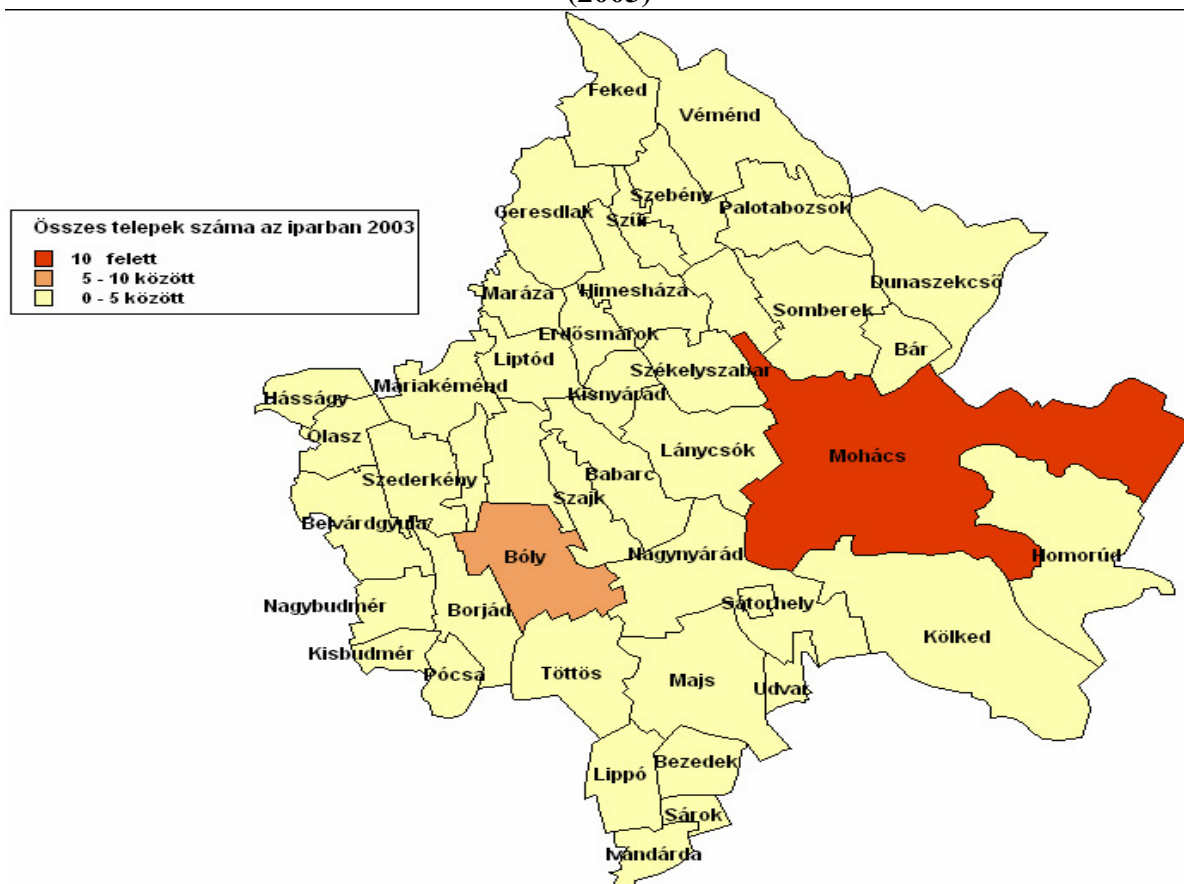 (2003)
Feked
Véménd
Szebény
Geresdlak
Szűr
Palotabozsok
Összes telepek száma az iparban 2003
10 felett
5 - 10 között
0 - 5 között
Dunaszekcső
Maráza
Himesháza
Somberek
Erdősmárok
Bár
Liptód
Székelyszabar
Máriakéménd
Kisnyárád
Hásságy
Olasz
Lánycsók
Mohács
Babarc
Szederkény
Szajk
Belvárdgyula
Bóly
Nagynyárád
Homorúd
Nagybudmér
Borjád
Sátorhely
Kölked
Kisbudmér
Pócsa
Töttös
Majs
Udvar
Bezedek
Lippó
Sárok
Ivándárda